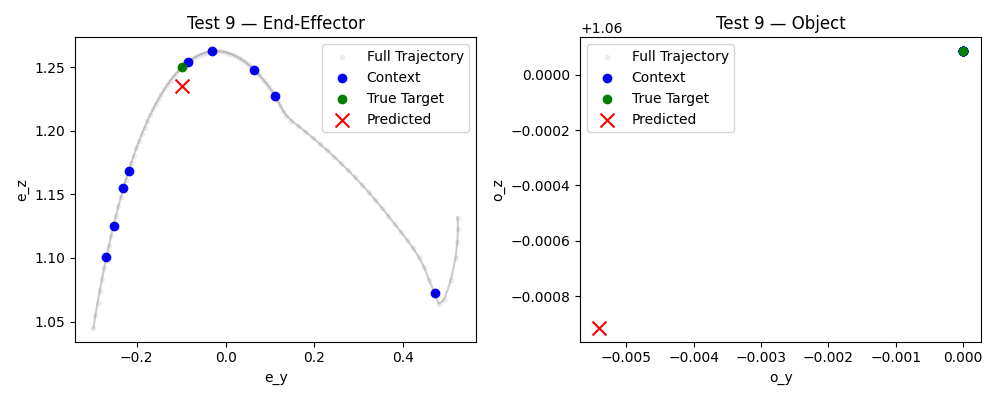 Test 9 — End-Effector
Full Trajectory
Context
True Target
Predicted
1.25
1.20
1.15
1.10
1.05
e_z
−0.2
0.0
0.2
0.4
e_y
Test 9 — Object
+1.06
Full Trajectory
Context
True Target
Predicted
0.0000
−0.0002
−0.0004
−0.0006
−0.0008
o_z
−0.005
−0.004
−0.003
−0.002
−0.001
0.000
o_y